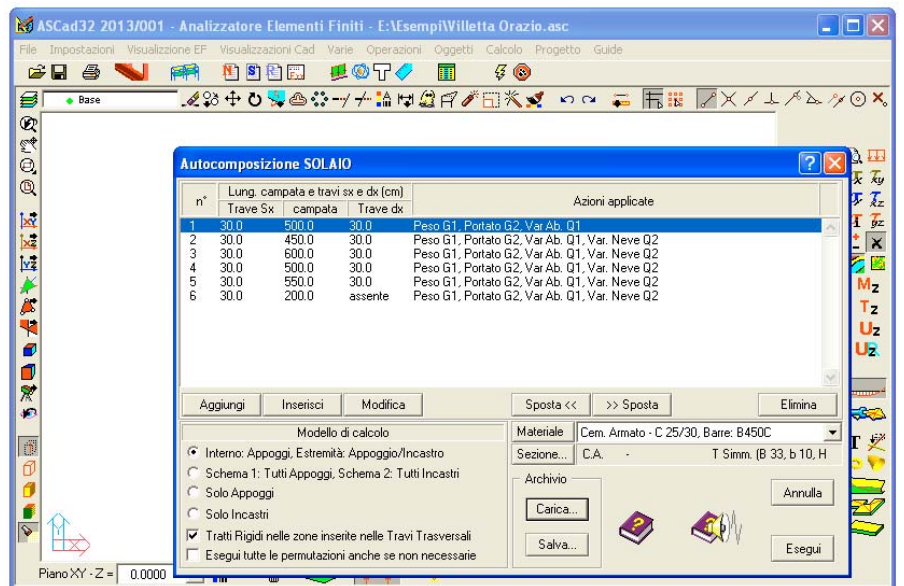 ASCad32 2013/001 - Analizzatore Elementi Finiti - E:\Esempi\Villetta Orazio.asc
File Impostazioni Visualizzione EF Visualizzazioni Cad Varie Operazioni Oggetti Calcolo Progetto Guide
Base
Autocomposizione SOLAIO
n° Lung. campata e travi sx e dx (cm) Azioni applicate
Trave Sx campata Trave dx
1 30.0 500.0 30.0 Peso G1, Portato G2, Var Ab. Q1
2 30.0 450.0 30.0 Peso G1, Portato G2, Var Ab. Q1, Var. Neve Q2
3 30.0 600.0 30.0 Peso G1, Portato G2, Var Ab. Q1, Var. Neve Q2
4 30.0 500.0 30.0 Peso G1, Portato G2, Var Ab. Q1, Var. Neve Q2
5 30.0 550.0 30.0 Peso G1, Portato G2, Var Ab. Q1, Var. Neve Q2
6 30.0 200.0 assente Peso G1, Portato G2, Var Ab. Q1, Var. Neve Q2
Aggiungi Inserisci Modifica Sposta << >> Sposta Elimina
Modello di calcolo
Interno: Appoggi, Estremità: Appoggio/Incastro
Schema 1: Tutti Appoggi, Schema 2: Tutti Incastri
Solo Appoggi
Solo Incastri
Tratti Rigidi nelle zone inserite nelle Travi Trasversali
Esegui tutte le permutazioni anche se non necessarie
Materiale Cem. Armato - C 25/30, Barre: B450C
Sezione... C.A. - T Simm. (B 33, b 10, H
Archivio
Carica...
Salva...
Annulla
Esegui
Mz
Tz
Uz
Piano XY - Z = 0.0000